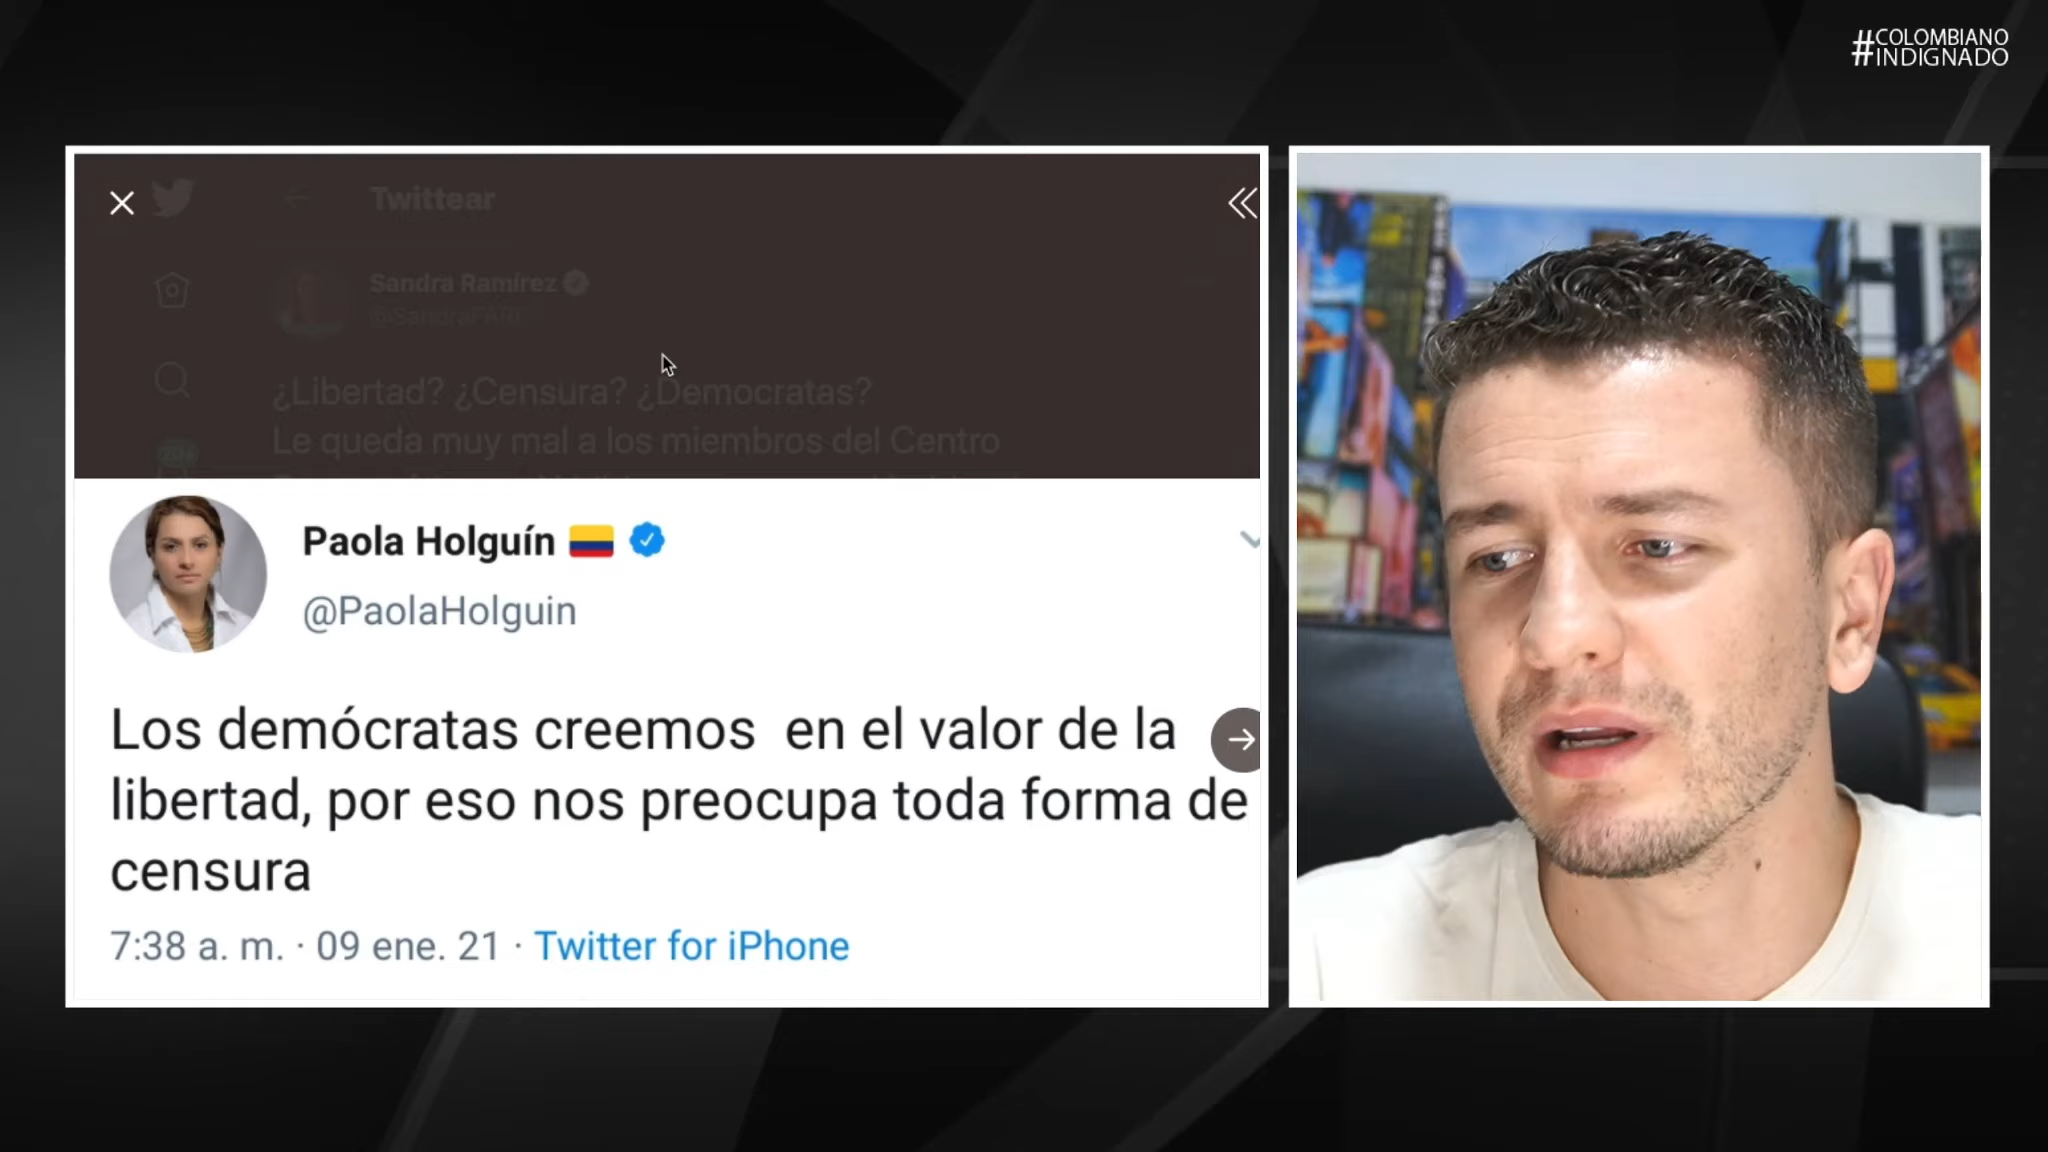 #COLOMBIANO
INDIGNADO
Twittear
Sandra Ramírez
@SandraFARC
¿Libertad? ¿Censura? ¿Demócratas?
Le queda muy mal a los miembros del Centro
Paola Holguín
@PaolaHolguin
Los demócratas creemos  en el valor de la
libertad, por eso nos preocupa toda forma de
censura
7:38 a. m. · 09 ene. 21 · Twitter for iPhone